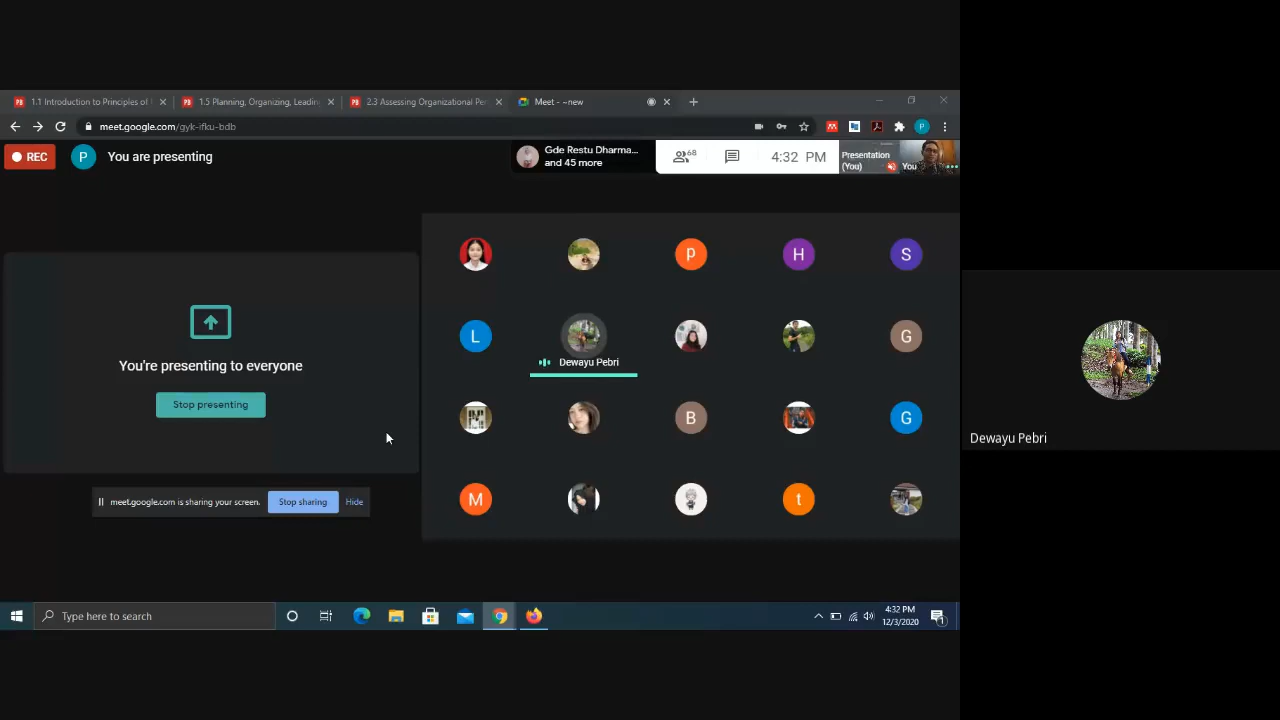 1.1 Introduction to Principles of
1.5 Planning, Organizing, Leadin
2.3 Assessing Organizational Pe
Meet - ~new
meet.google.com/gyk-ifku-bdb
REC
P
You are presenting
Gde Restu Dharma...
and 45 more
68
4:32 PM
Presentation
(You)
You
P
H
S
L
G
Dewayu Pebri
B
G
M
t
You're presenting to everyone
Stop presenting
meet.google.com is sharing your screen.
Stop sharing
Hide
Dewayu Pebri
Type here to search
4:32 PM
12/3/2020
1